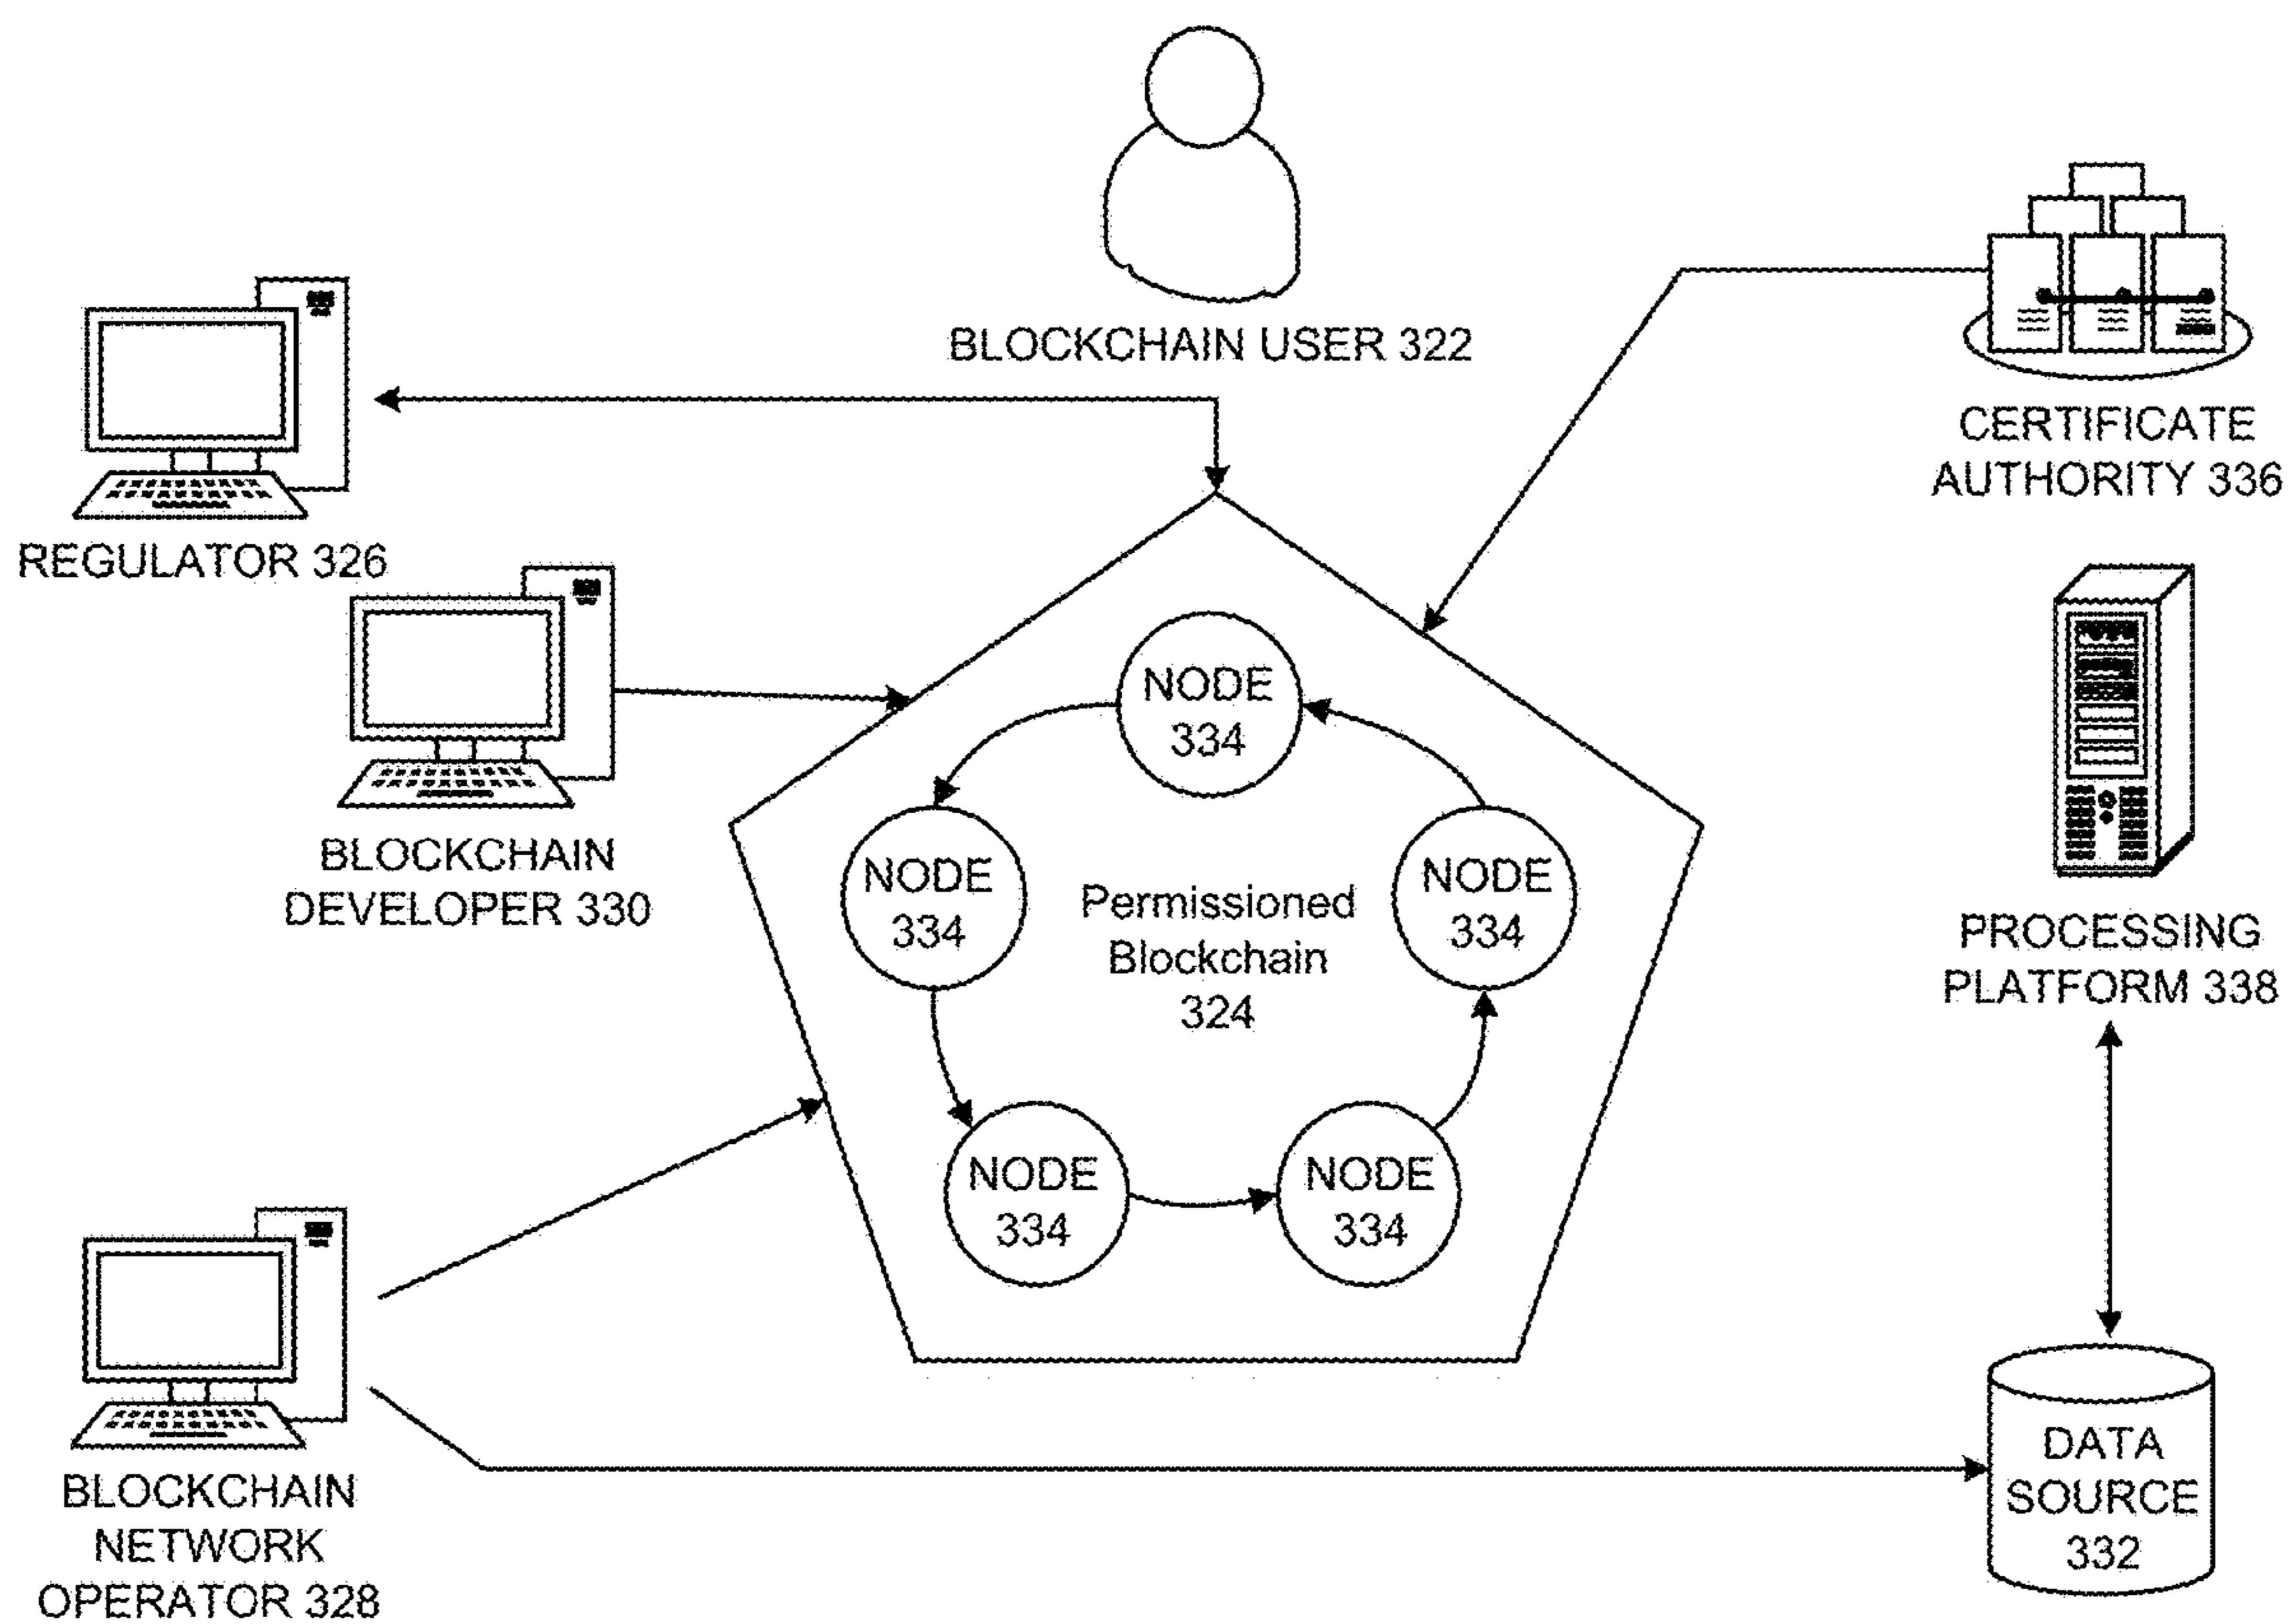 BLOCKCHAIN USER 322
CERTIFICATE
AUTHORITY 336
REGULATOR 326
BLOCKCHAIN
DEVELOPER 330
NODE
334
NODE
334
Permissioned
Blockchain
324
NODE
334
NODE
334
NODE
334
PROCESSING
PLATFORM 338
BLOCKCHAIN
NETWORK
OPERATOR 328
DATA
SOURCE
332